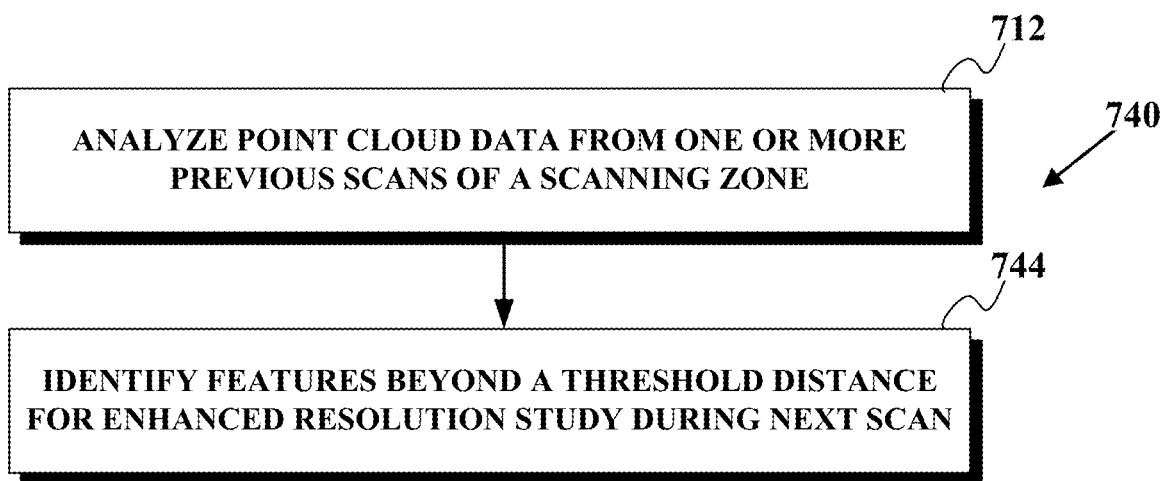 712
ANALYZE POINT CLOUD DATA FROM ONE OR MORE
PREVIOUS SCANS OF A SCANNING ZONE
740
744
IDENTIFY FEATURES BEYOND A THRESHOLD DISTANCE
FOR ENHANCED RESOLUTION STUDY DURING NEXT SCAN